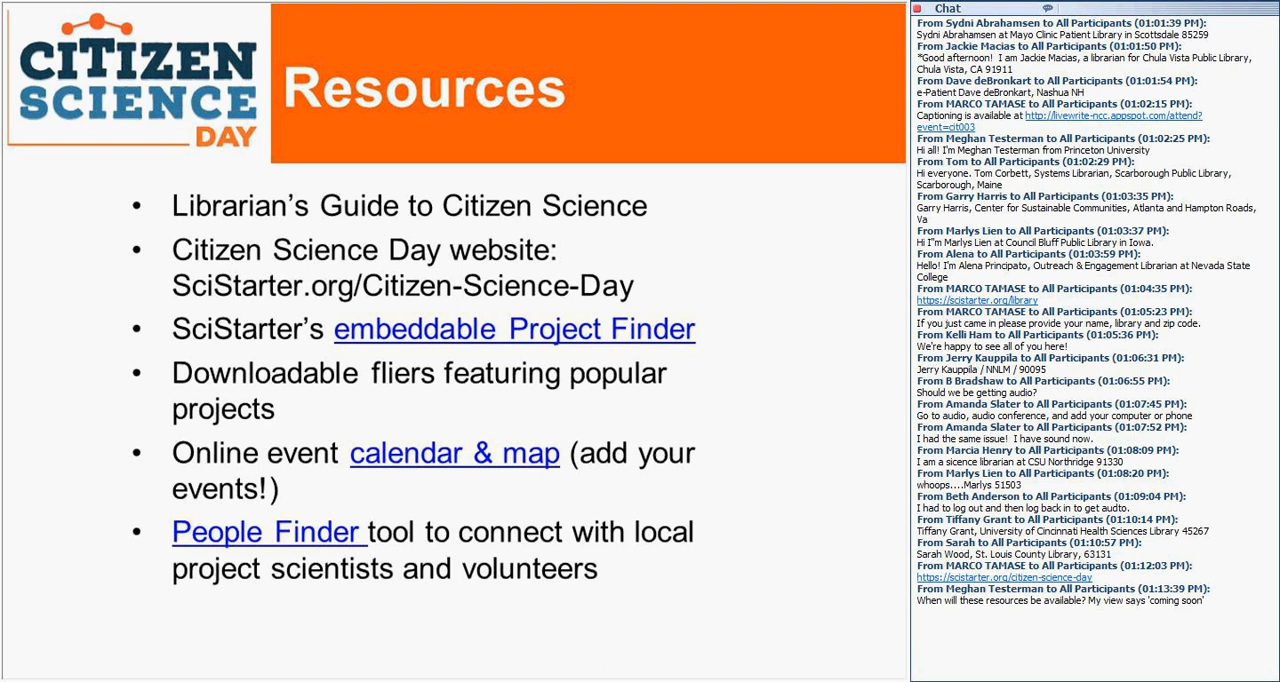 CITIZEN
SCIENCE
DAY
Resources
• Librarian's Guide to Citizen Science
• Citizen Science Day website:
SciStarter.org/Citizen-Science-Day
• SciStarter's embeddable Project Finder
• Downloadable fliers featuring popular
projects
• Online event calendar & map (add your
events!)
• People Finder tool to connect with local
project scientists and volunteers
Chat
From Sydni Abrahamsen to All Participants (01:01:39 PM):
Sydni Abrahamsen at Mayo Clinic Patient Library in Scottsdale 85259
From Jackie Macias to All Participants (01:01:50 PM):
*Good afternoon! I am Jackie Macias, a librarian for Chula Vista Public Library,
Chula Vista, CA 91911
From Dave deBronkart to All Participants (01:01:54 PM):
e-Patient Dave deBronkart, Nashua NH
From MARCO TAMASE to All Participants (01:02:15 PM):
Captioning is available at http://livewrite-ncc.appspot.com/attend?
event=cit003
From Meghan Testerman to All Participants (01:02:25 PM):
Hi all! I'm Meghan Testerman from Princeton University
From Tom to All Participants (01:02:29 PM):
Hi everyone. Tom Corbett, Systems Librarian, Scarborough Public Library,
Scarborough, Maine
From Garry Harris to All Participants (01:03:35 PM):
Garry Harris, Center for Sustainable Communities, Atlanta and Hampton Roads,
Va
From Marlys Lien to All Participants (01:03:37 PM):
Hi I"m Marlys Lien at Council Bluff Public Library in Iowa.
From Alena to All Participants (01:03:59 PM):
Hello! I'm Alena Principato, Outreach & Engagement Librarian at Nevada State
College
From MARCO TAMASE to All Participants (01:04:35 PM):
https://scistarter.org/library
From MARCO TAMASE to All Participants (01:05:23 PM):
If you just came in please provide your name, library and zip code.
From Kelli Ham to All Participants (01:05:36 PM):
We're happy to see all of you here!
From Jerry Kauppila to All Participants (01:06:31 PM):
Jerry Kauppila / NNLM / 90095
From B Bradshaw to All Participants (01:06:55 PM):
Should we be getting audio?
From Amanda Slater to All Participants (01:07:45 PM):
Go to audio, audio conference, and add your computer or phone
From Amanda Slater to All Participants (01:07:52 PM):
I had the same issue! I have sound now.
From Marcia Henry to All Participants (01:08:09 PM):
I am a sicence librarian at CSU Northridge 91330
From Marlys Lien to All Participants (01:08:20 PM):
whoops....Marlys 51503
From Beth Anderson to All Participants (01:09:04 PM):
I had to log out and then log back in to get audto.
From Tiffany Grant to All Participants (01:10:14 PM):
Tiffany Grant, University of Cincinnati Health Sciences Library 45267
From Sarah to All Participants (01:10:57 PM):
Sarah Wood, St. Louis County Library, 63131
From MARCO TAMASE to All Participants (01:12:03 PM):
https://scistarter.org/citizen-science-day
From Meghan Testerman to All Participants (01:13:39 PM):
When will these resources be available? My view says 'coming soon'